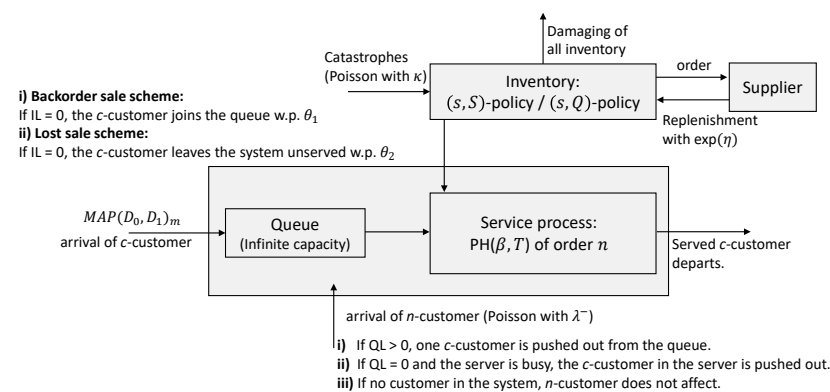 Damaging of
all inventory
Catastrophes
(Poisson with κ)
Inventory:
(s, S)-policy / (s, Q)-policy
order
Supplier
Replenishment
with exp(η)
i) Backorder sale scheme:
If IL = 0, the c-customer joins the queue w.p. θ₁
ii) Lost sale scheme:
If IL = 0, the c-customer leaves the system unserved w.p. θ₂
MAP(D₀, D₁)ₘ
arrival of c-customer
Queue
(Infinite capacity)
Service process:
PH(β, T) of order n
Served c-customer
departs.
arrival of n-customer (Poisson with λ⁻)
i) If QL > 0, one c-customer is pushed out from the queue.
ii) If QL = 0 and the server is busy, the c-customer in the server is pushed out.
iii) If no customer in the system, n-customer does not affect.